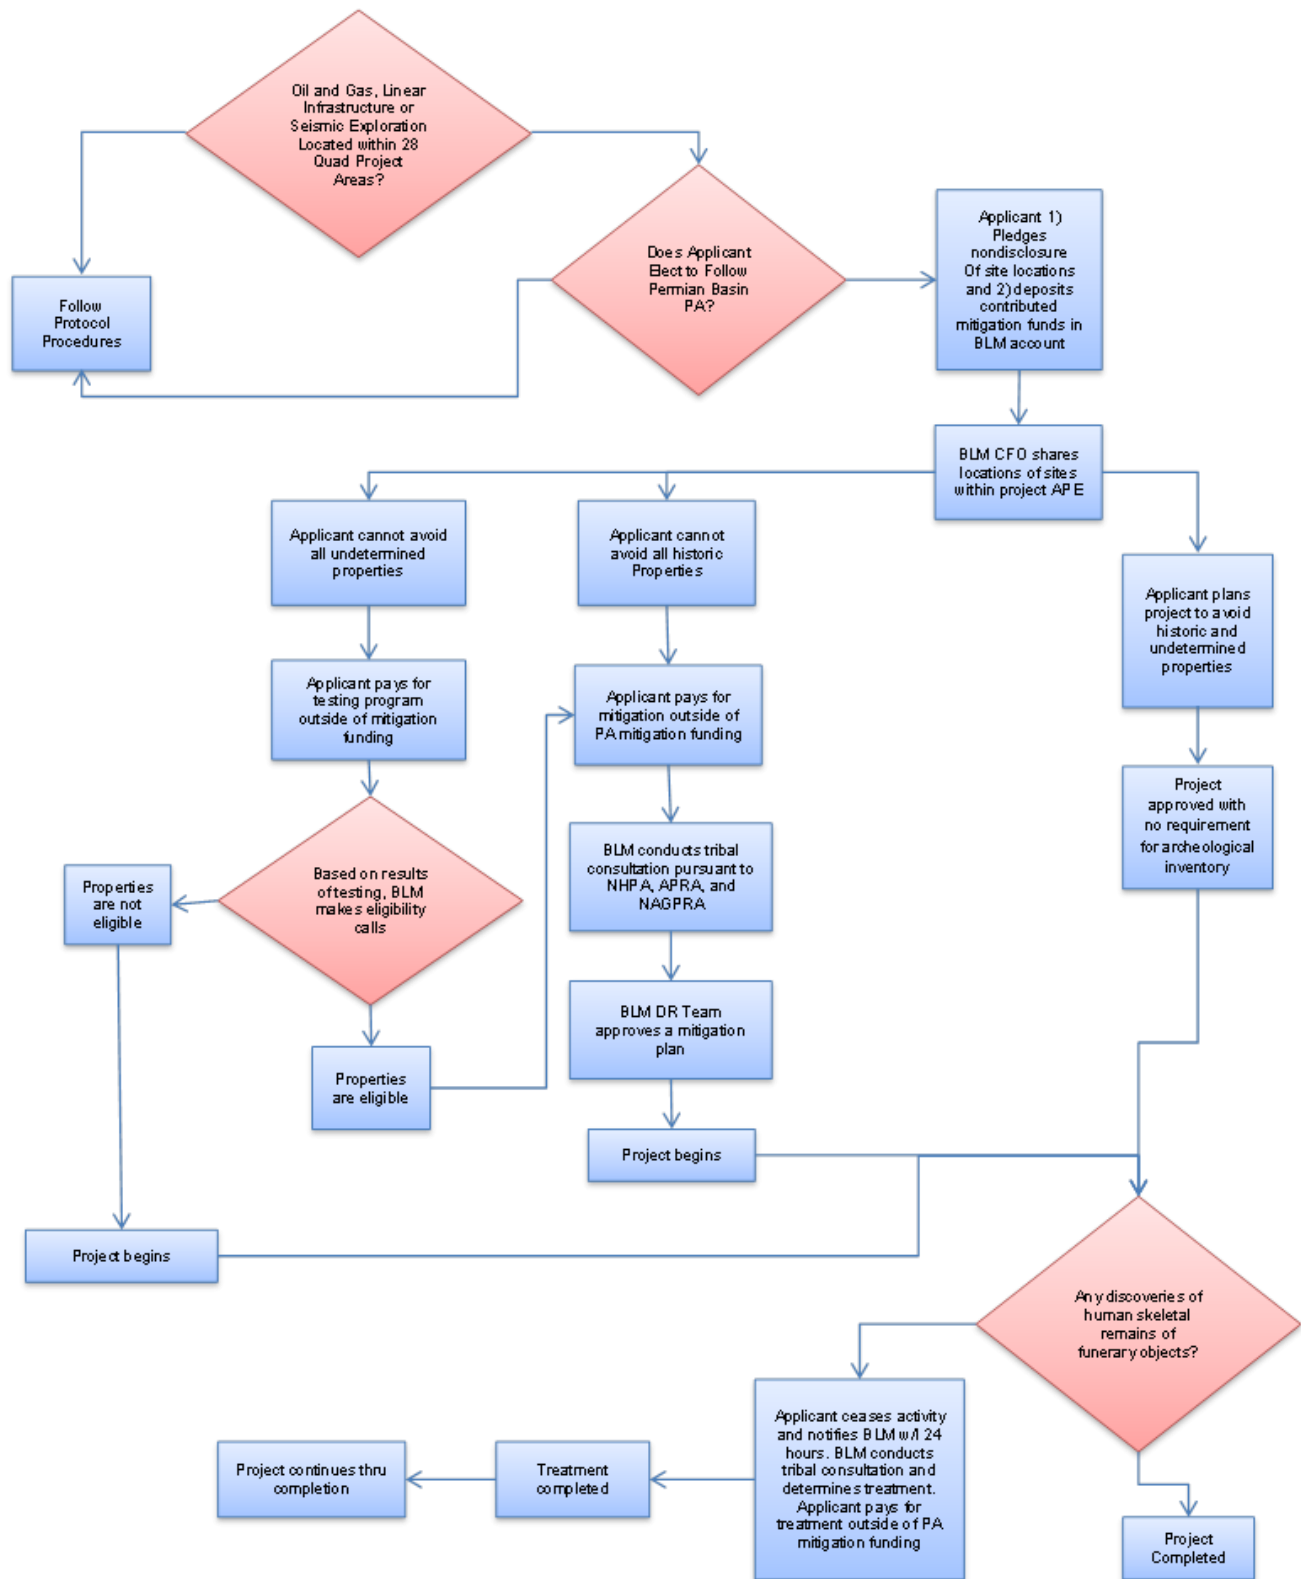 Oil and Gas, Linear
Infrastructure or
Seismic Exploration
Located within 28
Quad Project
Areas?
Does Applicant
Elect to Follow
Permian Basin
PA?
Applicant 1)
Pledges
nondisclosure
Of site locations
and 2) deposits
contributed
mitigation funds in
BLM account
Follow
Protocol
Procedures
BLM CFO shares
locations of sites
within project APE
Applicant cannot avoid
all undetermined
properties
Applicant cannot
avoid all historic
Properties
Applicant plans
project to avoid
historic and
undetermined
properties
Applicant pays for
testing program
outside of mitigation
funding
Applicant pays for
mitigation outside of
PA mitigation funding
Project
approved with
no requirement
for archeological
inventory
Based on results
of testing, BLM
makes eligibility
calls
BLM conducts tribal
consultation pursuant to
NHPA, APRA, and
NAGPRA
Properties
are not
eligible
BLM DR Team
approves a mitigation
plan
Properties
are eligible
Project begins
Project begins
Any discoveries of
human skeletal
remains of
funerary objects?
Applicant ceases activity
and notifies BLM w/I 24
hours. BLM conducts
tribal consultation and
determines treatment.
Applicant pays for
treatment outside of PA
mitigation funding
Treatment
completed
Project continues thru
completion
Project
Completed